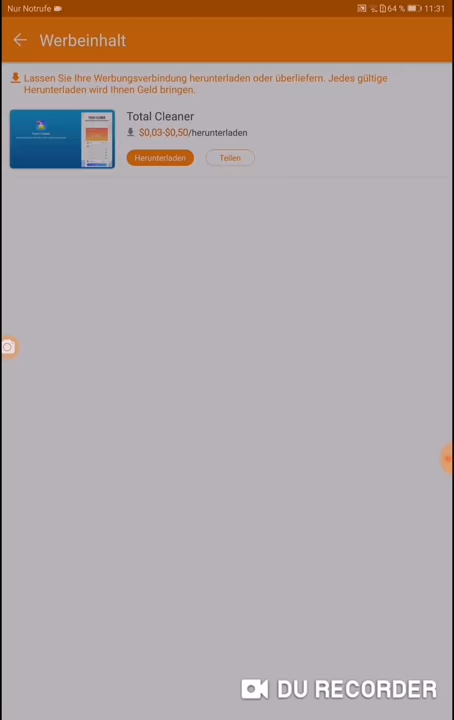 Nur Notrufe
64 % 11:31
Werbeinhalt
Lassen Sie Ihre Werbungsverbindung herunterladen oder überliefern. Jedes gültige
Herunterladen wird Ihnen Geld bringen.
Total Cleaner
$0,03-$0,50/herunterladen
Herunterladen
Teilen
DU RECORDER